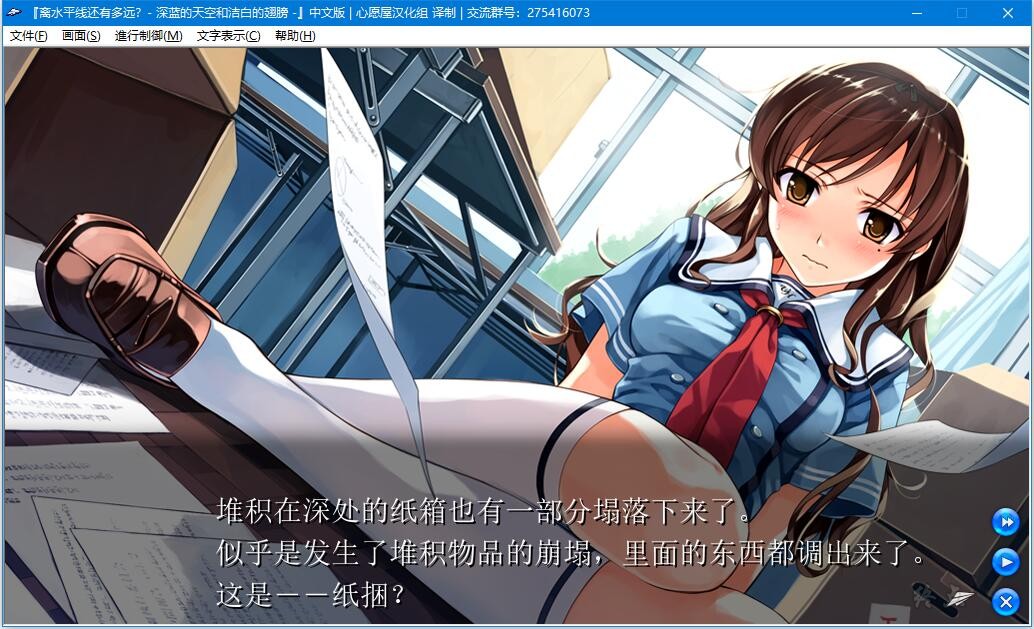 『离水平线还有多远? - 深蓝的天空和洁白的翅膀 -』中文版 | 心愿屋汉化组 译制 | 交流群号：275416073
文件(F) 画面(S) 進行制御(M) 文字表示(C) 帮助(H)
堆积在深处的纸箱也有一部分塌落下来了。
似乎是发生了堆积物品的崩塌，里面的东西都调出来了。
这是－－纸捆？